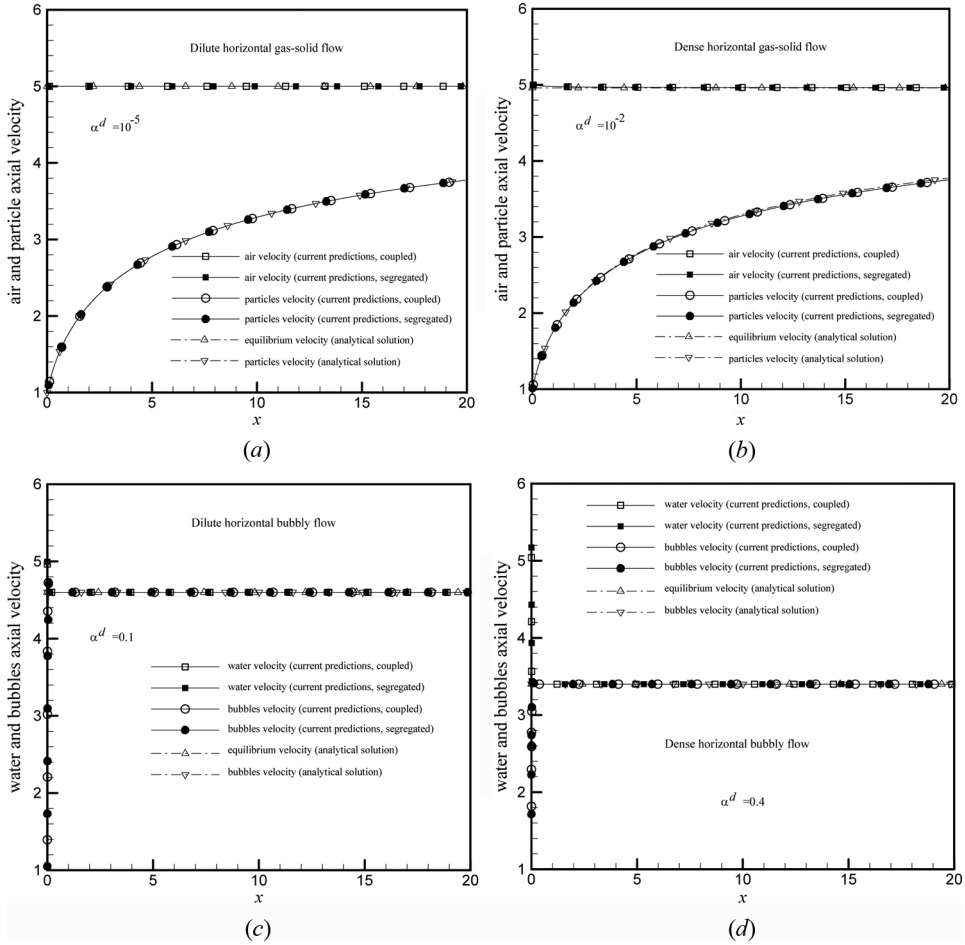 6
5
4
3
2
1
air and particle axial velocity
Dilute horizontal gas-solid flow
α^d =10^-5
air velocity (current predictions, coupled)
air velocity (current predictions, segregated)
particles velocity (current predictions, coupled)
particles velocity (current predictions, segregated)
equilibrium velocity (analytical solution)
particles velocity (analytical solution)
0 5 10 15 20
x
(a)
6
5
4
3
2
1
air and particle axial velocity
Dense horizontal gas-solid flow
α^d =10^-2
air velocity (current predictions, coupled)
air velocity (current predictions, segregated)
particles velocity (current predictions, coupled)
particles velocity (current predictions, segregated)
equilibrium velocity (analytical solution)
particles velocity (analytical solution)
0 5 10 15 20
x
(b)
6
5
4
3
2
1
water and bubbles axial velocity
Dilute horizontal bubbly flow
α^d =0.1
water velocity (current predictions, coupled)
water velocity (current predictions, segregated)
bubbles velocity (current predictions, coupled)
bubbles velocity (current predictions, segregated)
equilibrium velocity (analytical solution)
bubbles velocity (analytical solution)
0 5 10 15 20
x
(c)
6
5
4
3
2
1
water and bubbles axial velocity
water velocity (current predictions, coupled)
water velocity (current predictions, segregated)
bubbles velocity (current predictions, coupled)
bubbles velocity (current predictions, segregated)
equilibrium velocity (analytical solution)
bubbles velocity (analytical solution)
Dense horizontal bubbly flow
α^d =0.4
0 5 10 15 20
x
(d)